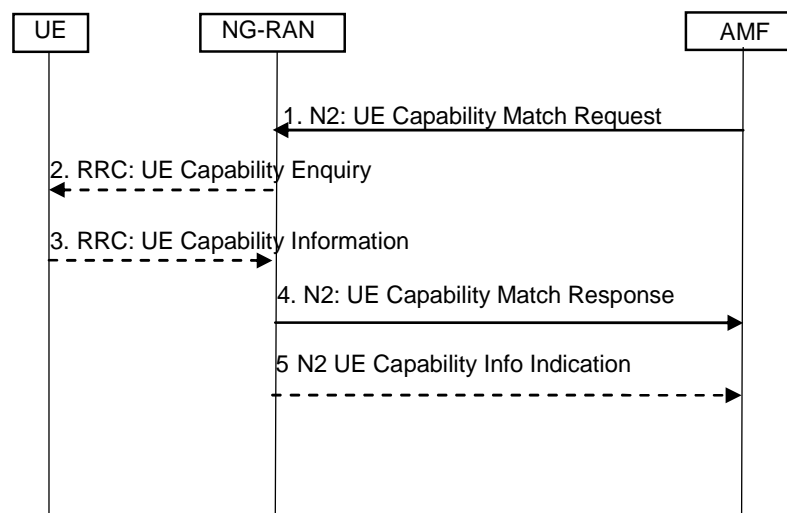 UE
NG-RAN
AMF
1. N2: UE Capability Match Request
2. RRC: UE Capability Enquiry
3. RRC: UE Capability Information
4. N2: UE Capability Match Response
5 N2 UE Capability Info Indication